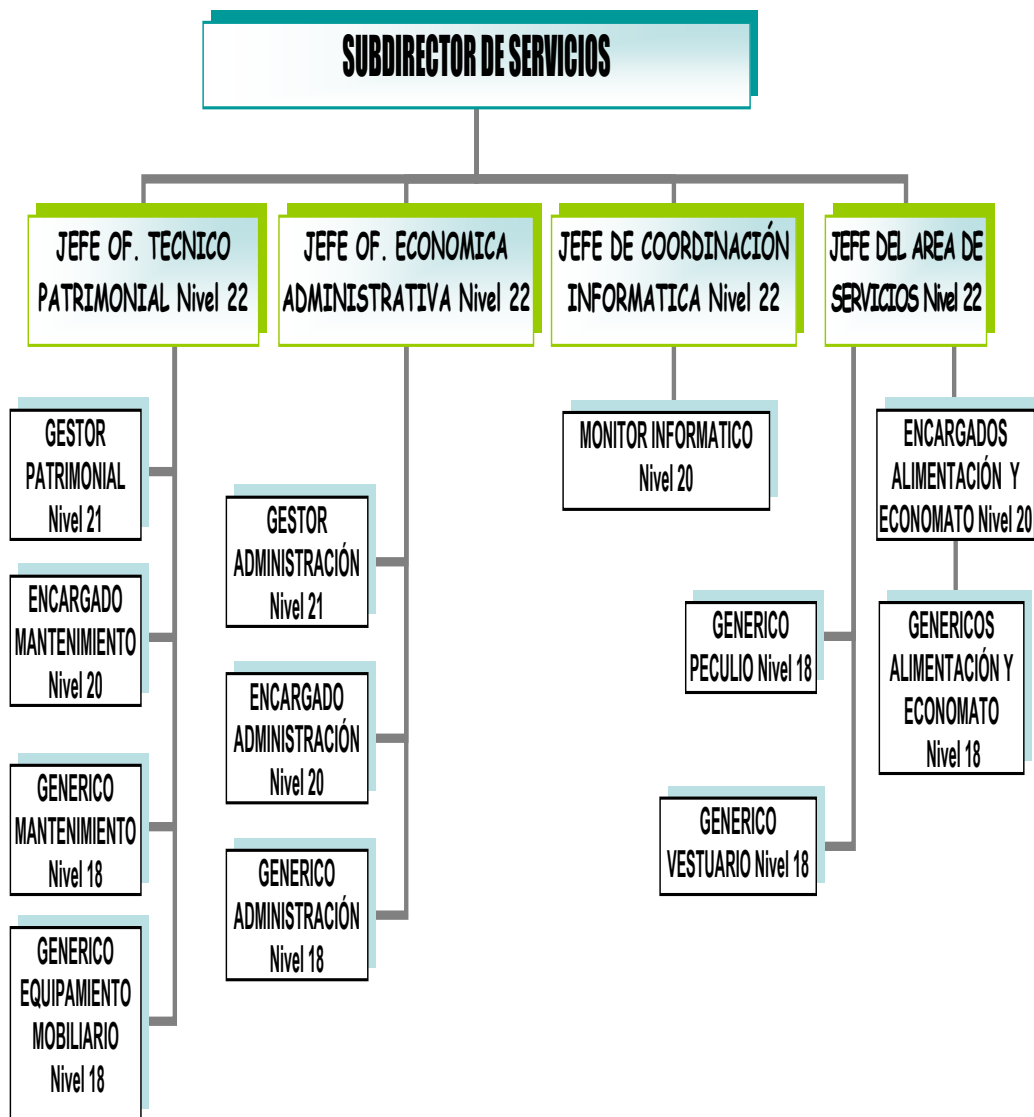 SUBDIRECTOR DE SERVICIOS
JEFE OF. TECNICO
PATRIMONIAL Nivel 22
JEFE OF. ECONOMICA
ADMINISTRATIVA Nivel 22
JEFE DE COORDINACIÓN
INFORMATICA Nivel 22
JEFE DEL AREA DE
SERVICIOS Nivel 22
GESTOR
PATRIMONIAL
Nivel 21
ENCARGADO
MANTENIMIENTO
Nivel 20
GENERICO
MANTENIMIENTO
Nivel 18
GENERICO
EQUIPAMIENTO
MOBILIARIO
Nivel 18
GESTOR
ADMINISTRACIÓN
Nivel 21
ENCARGADO
ADMINISTRACIÓN
Nivel 20
GENERICO
ADMINISTRACIÓN
Nivel 18
MONITOR INFORMATICO
Nivel 20
GENERICO
PECULIO Nivel 18
GENERICO
VESTUARIO Nivel 18
ENCARGADOS
ALIMENTACIÓN Y
ECONOMATO Nivel 20
GENERICOS
ALIMENTACIÓN Y
ECONOMATO
Nivel 18